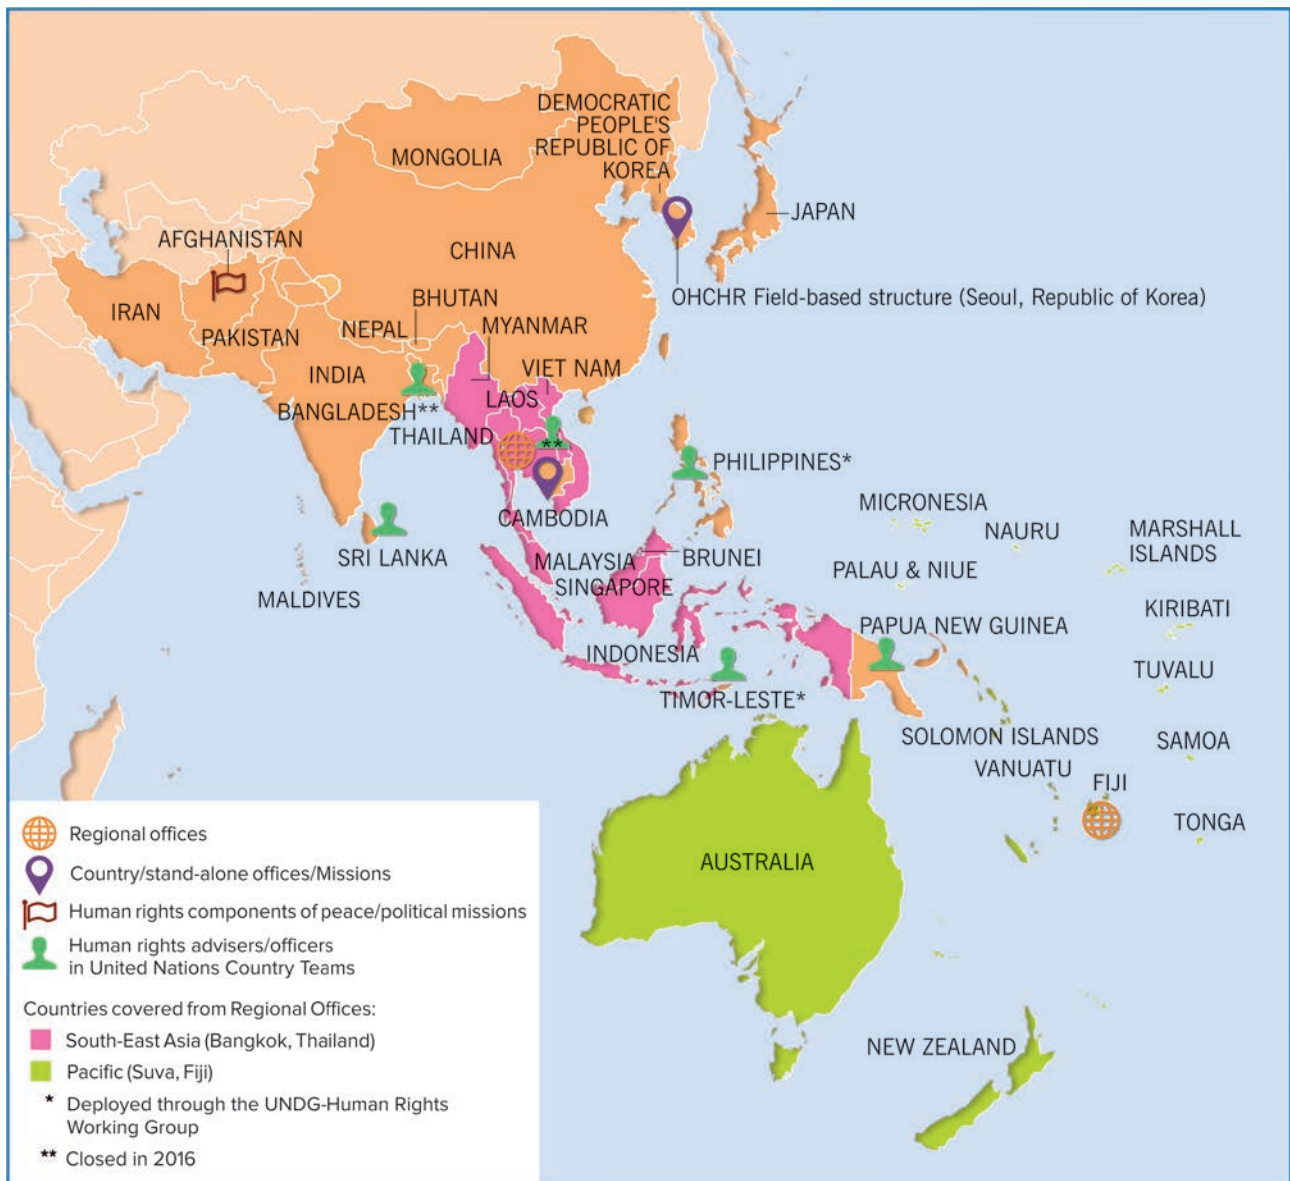 DEMOCRATIC
PEOPLE'S
REPUBLIC OF
KOREA
MONGOLIA
JAPAN
AFGHANISTAN
CHINA
OHCHR Field-based structure (Seoul, Republic of Korea)
IRAN
BHUTAN
PAKISTAN
NEPAL
MYANMAR
INDIA
VIET NAM
LAOS
BANGLADESH**
THAILAND
**
PHILIPPINES*
MICRONESIA
NAURU
MARSHALL
ISLANDS
CAMBODIA
SRI LANKA
MALAYSIA
BRUNEI
PALAU & NIUE
SINGAPORE
MALDIVES
KIRIBATI
PAPUA NEW GUINEA
INDONESIA
TUVALU
TIMOR-LESTE*
SOLOMON ISLANDS
SAMOA
VANUATU
FIJI
TONGA
AUSTRALIA
NEW ZEALAND
Regional offices
Country/stand-alone offices/Missions
Human rights components of peace/political missions
Human rights advisers/officers
in United Nations Country Teams
Countries covered from Regional Offices:
South-East Asia (Bangkok, Thailand)
Pacific (Suva, Fiji)
* Deployed through the UNDG-Human Rights
Working Group
** Closed in 2016